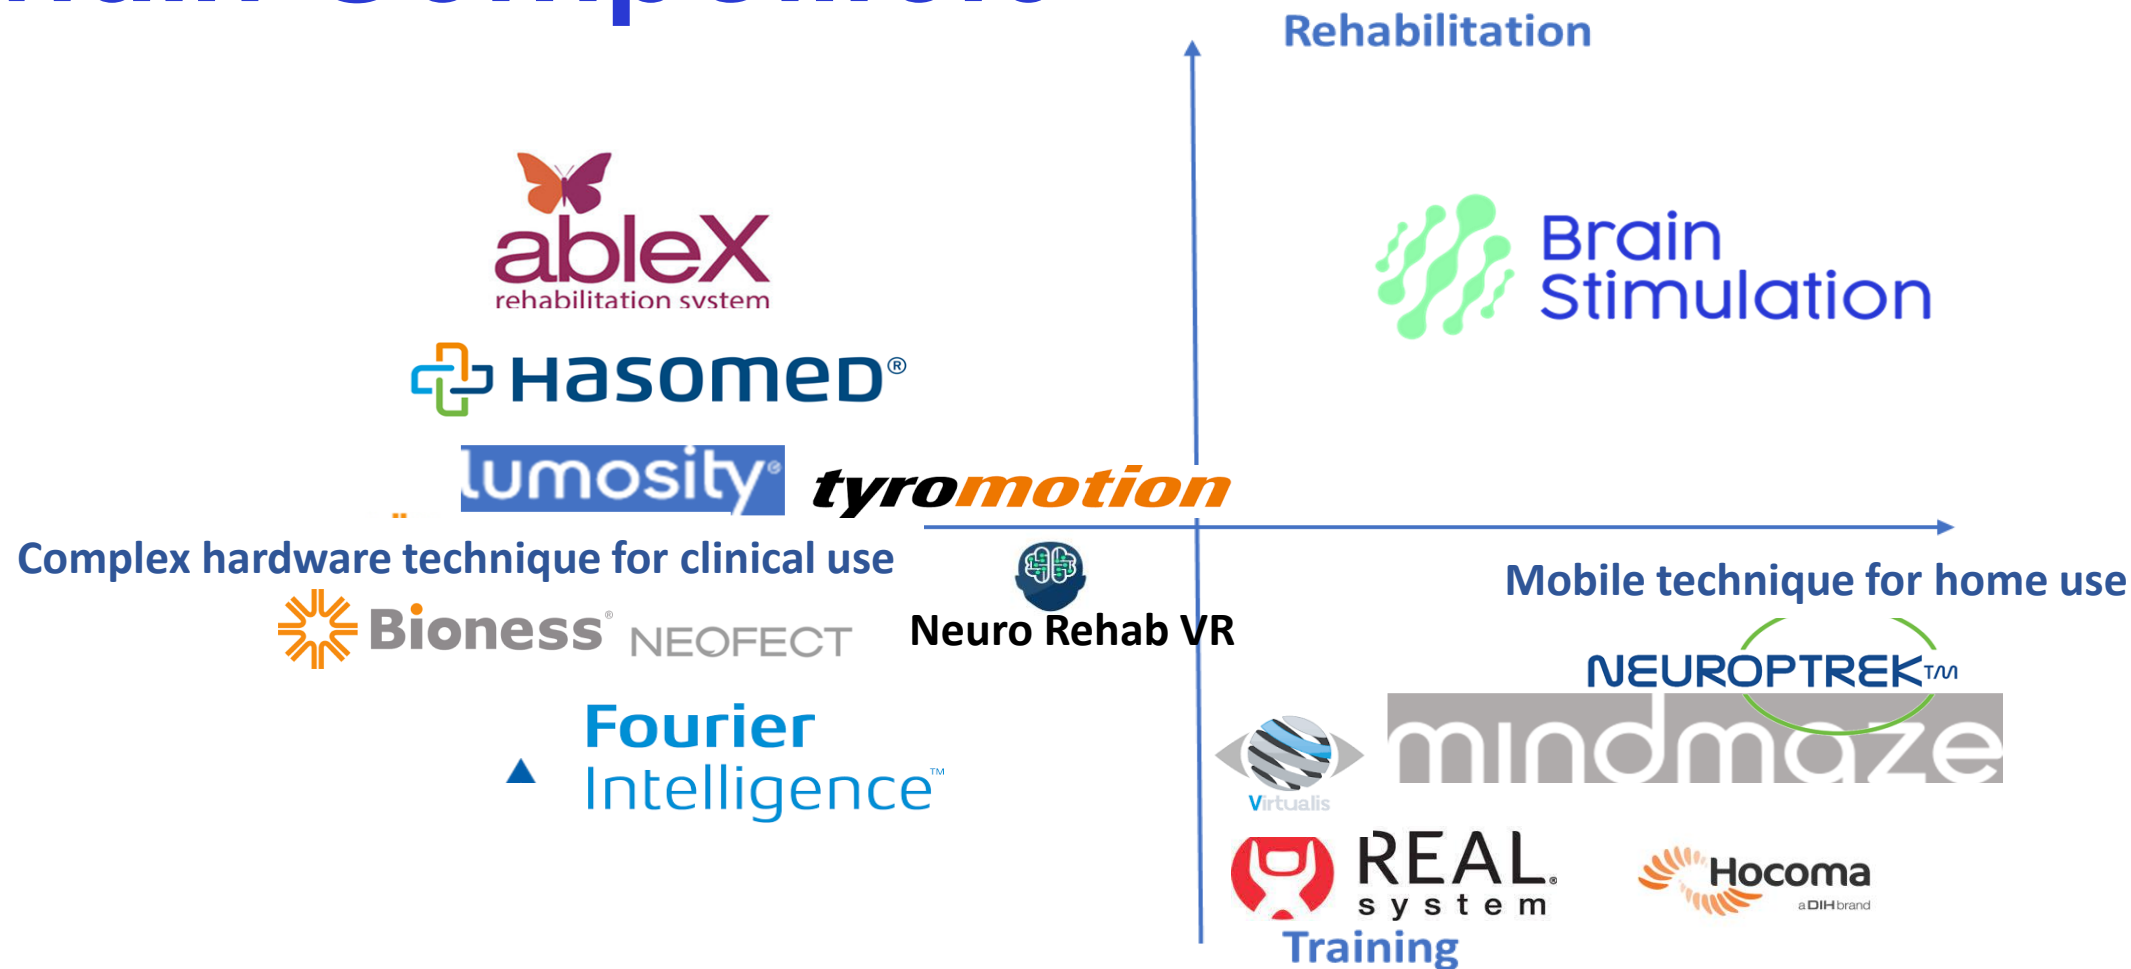 Rehabilitation
ableX
rehabilitation system
Brain
Stimulation
HASOMED®
lumosity®
tyromotion
Complex hardware technique for clinical use
Mobile technique for home use
Bioness®
NEOFECT
Neuro Rehab VR
NEUROPTREK™
mindmaze
Fourier
Intelligence™
Virtualis
REAL®
system
Hocoma
a DIH brand
Training